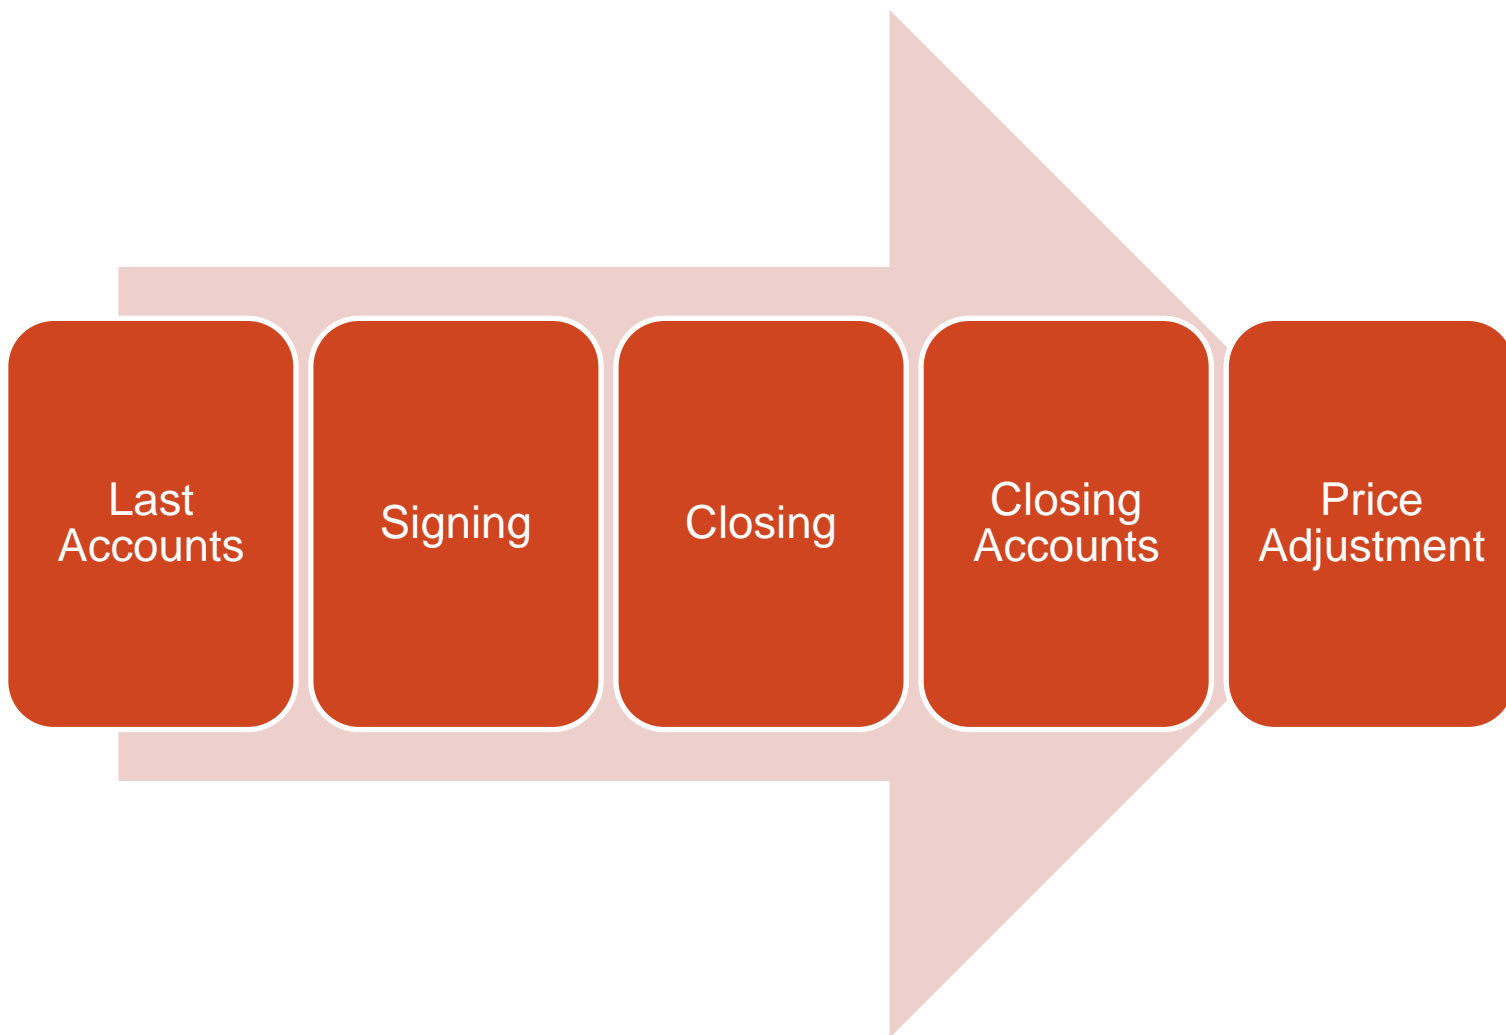 Last
Accounts
Signing
Closing
Closing
Accounts
Price
Adjustment